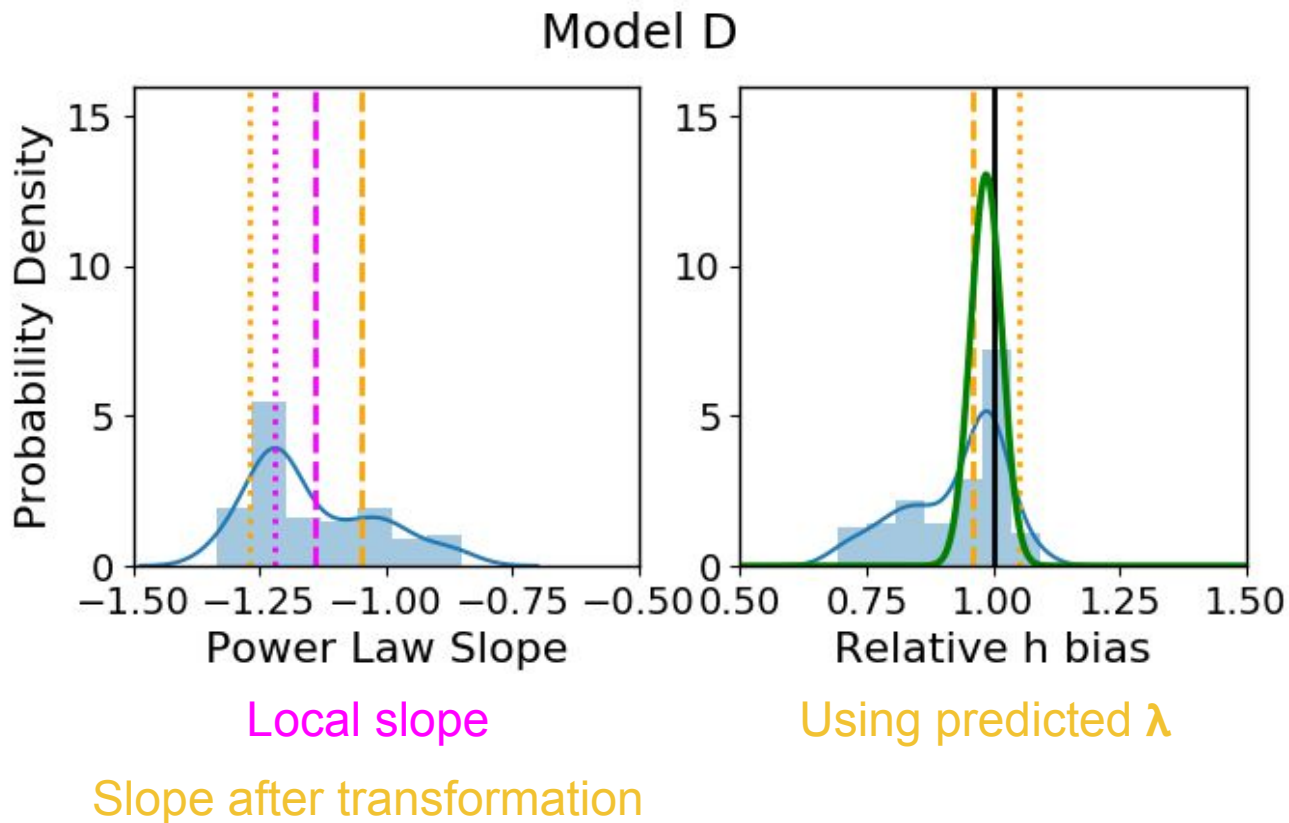 Model D
Probability Density
15
10
5
0
−1.50 −1.25 −1.00 −0.75 −0.50
Power Law Slope
15
10
5
0
0.50 0.75 1.00 1.25 1.50
Relative h bias
Local slope
Using predicted λ
Slope after transformation